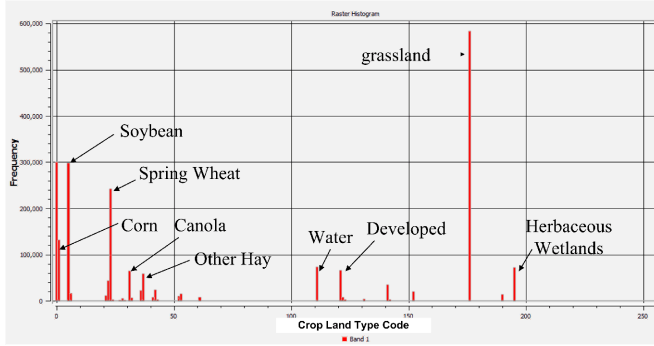 Raster Histogram
600,000
500,000
400,000
300,000
200,000
100,000
0
Frequency
grassland
Soybean
Spring Wheat
Corn
Canola
Other Hay
Water
Developed
Herbaceous
Wetlands
0
50
100
150
200
250
Crop Land Type Code
Band 1